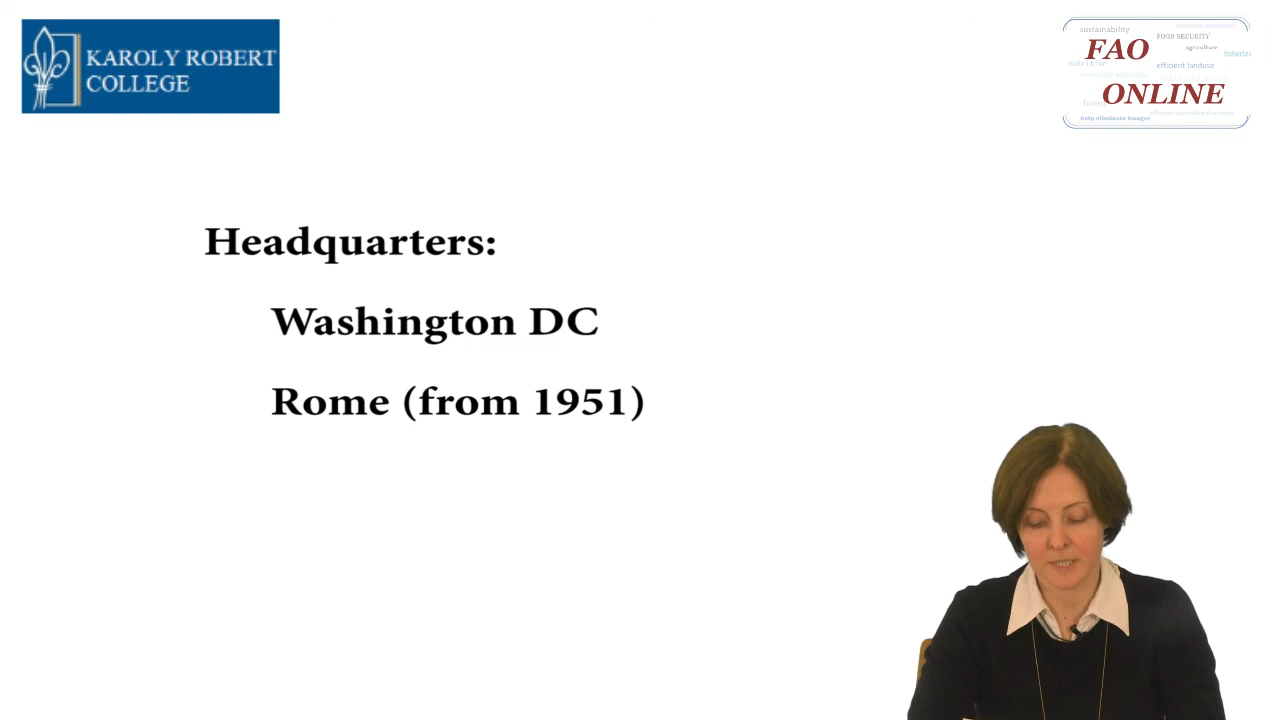 KAROLY ROBERT
COLLEGE
sustainability
FOOD SECURITY
agriculture
FAO
fisheries
nutrition
efficient landuse
ONLINE
help eliminate hunger
Headquarters:
Washington DC
Rome (from 1951)